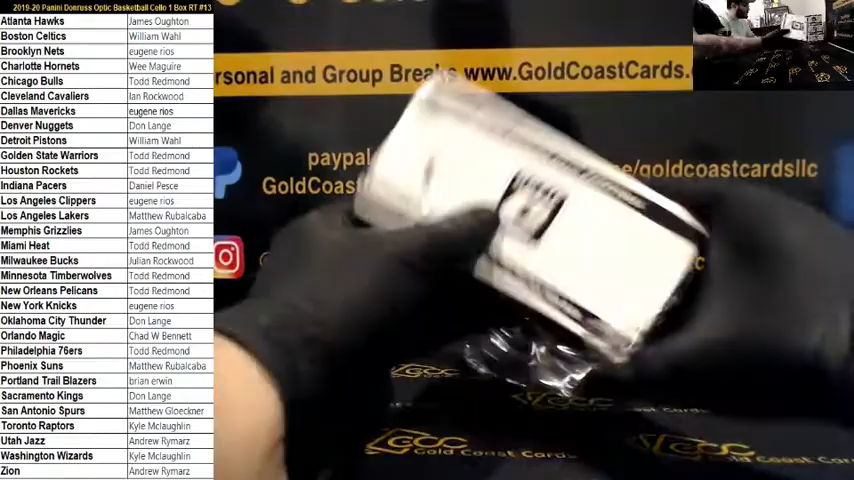 2019-20 Panini Donruss Optic Basketball Cello 1 Box RT #13
Atlanta Hawks James Oughton
Boston Celtics William Wahl
Brooklyn Nets eugene rios
Charlotte Hornets Wee Maguire
Chicago Bulls Todd Redmond
Cleveland Cavaliers Ian Rockwood
Dallas Mavericks eugene rios
Denver Nuggets Don Lange
Detroit Pistons William Wahl
Golden State Warriors Todd Redmond
Houston Rockets Todd Redmond
Indiana Pacers Daniel Pesce
Los Angeles Clippers eugene rios
Los Angeles Lakers Matthew Rubalcaba
Memphis Grizzlies James Oughton
Miami Heat Todd Redmond
Milwaukee Bucks Julian Rockwood
Minnesota Timberwolves Todd Redmond
New Orleans Pelicans Todd Redmond
New York Knicks eugene rios
Oklahoma City Thunder Don Lange
Orlando Magic Chad W Bennett
Philadelphia 76ers Todd Redmond
Phoenix Suns Matthew Rubalcaba
Portland Trail Blazers brian erwin
Sacramento Kings Don Lange
San Antonio Spurs Matthew Gloeckner
Toronto Raptors Kyle Mclaughlin
Utah Jazz Andrew Rymarz
Washington Wizards Kyle Mclaughlin
Zion Andrew Rymarz
rsonal and Group Breaks www.GoldCoastCards.
paypal
e/goldcoastcardsllc
GoldCoastCards
GCC
Gold Coast Cards